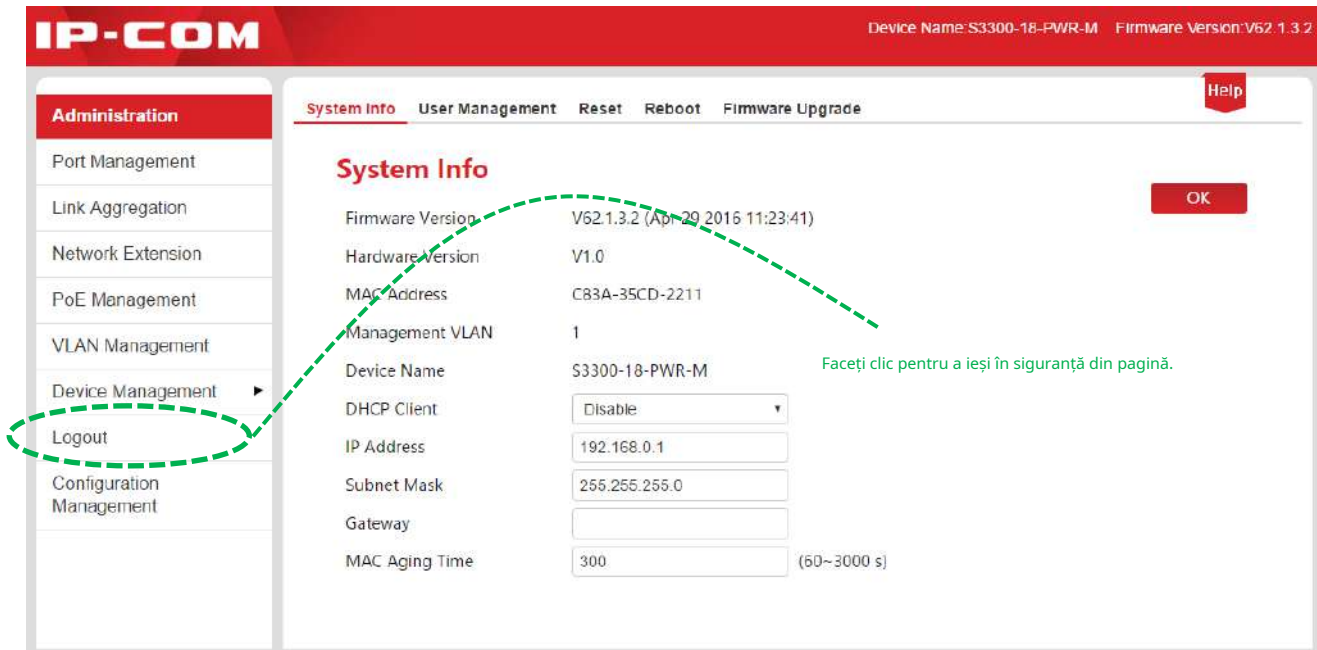 IP-COM
Device Name:S3300-18-PWR-M Firmware Version:V62.1.3.2
Help
Administration
Port Management
Link Aggregation
Network Extension
PoE Management
VLAN Management
Device Management
Logout
Configuration
Management
System Info User Management Reset Reboot Firmware Upgrade
System Info
OK
Firmware Version V62.1.3.2 (Apr 29 2016 11:23:41)
Hardware Version V1.0
MAC Address C83A-35CD-2211
Management VLAN 1
Device Name S3300-18-PWR-M
DHCP Client Disable
IP Address 192.168.0.1
Subnet Mask 255.255.255.0
Gateway
MAC Aging Time 300 (60~3000 s)
Faceți clic pentru a ieși în siguranță din pagină.